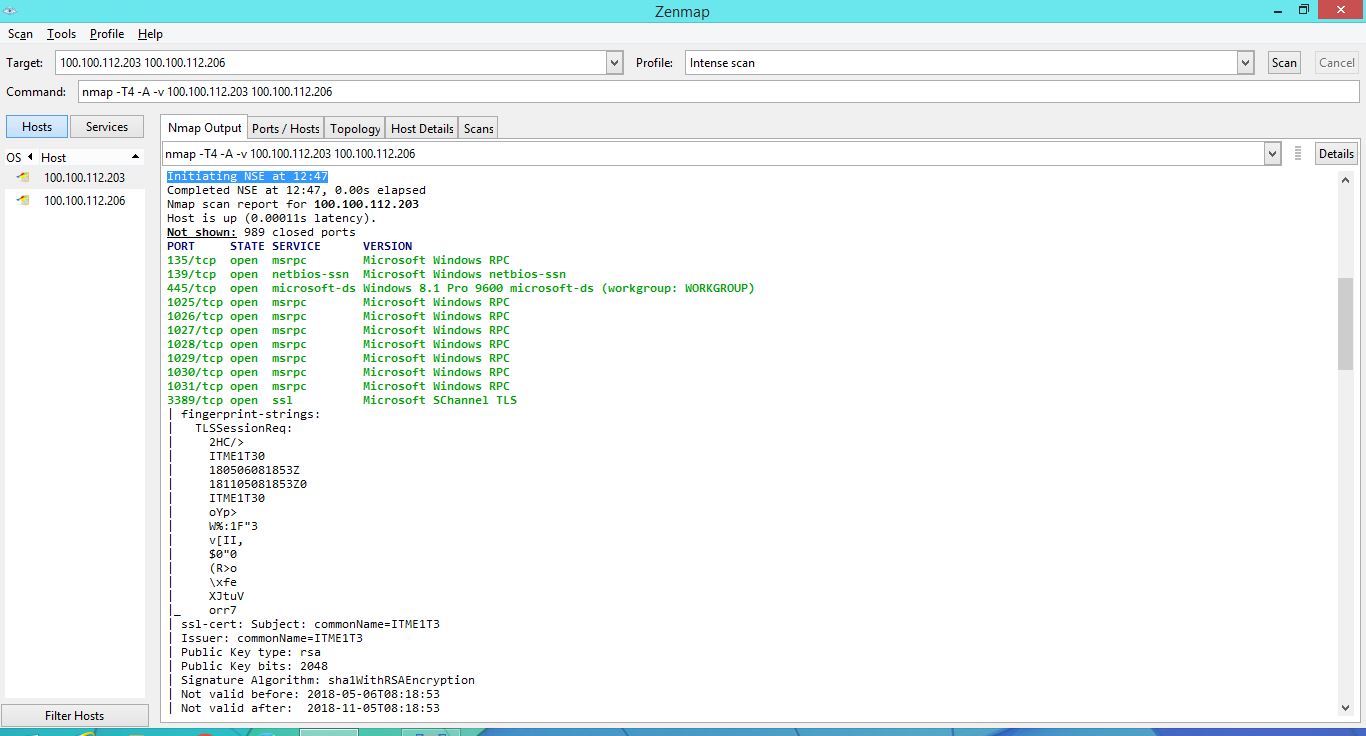 Zenmap
Scan Tools Profile Help
Target: 100.100.112.203 100.100.112.206 Profile: Intense scan Scan Cancel
Command: nmap -T4 -A -v 100.100.112.203 100.100.112.206
Hosts Services
OS Host
100.100.112.203
100.100.112.206
Filter Hosts
Nmap Output Ports / Hosts Topology Host Details Scans
nmap -T4 -A -v 100.100.112.203 100.100.112.206 Details
Initiating NSE at 12:47
Completed NSE at 12:47, 0.00s elapsed
Nmap scan report for 100.100.112.203
Host is up (0.00011s latency).
Not shown: 989 closed ports
PORT STATE SERVICE VERSION
135/tcp open msrpc Microsoft Windows RPC
139/tcp open netbios-ssn Microsoft Windows netbios-ssn
445/tcp open microsoft-ds Windows 8.1 Pro 9600 microsoft-ds (workgroup: WORKGROUP)
1025/tcp open msrpc Microsoft Windows RPC
1026/tcp open msrpc Microsoft Windows RPC
1027/tcp open msrpc Microsoft Windows RPC
1028/tcp open msrpc Microsoft Windows RPC
1029/tcp open msrpc Microsoft Windows RPC
1030/tcp open msrpc Microsoft Windows RPC
1031/tcp open msrpc Microsoft Windows RPC
3389/tcp open ssl Microsoft SChannel TLS
| fingerprint-strings:
| TLSSessionReq:
| 2HC/>
| ITME1T30
| 180506081853Z
| 181105081853Z0
| ITME1T30
| oYp>
| W%:1F"3
| v[II,
| $0"0
| (R>o
| \xfe
| XJtuV
|_ orr7
| ssl-cert: Subject: commonName=ITME1T3
| Issuer: commonName=ITME1T3
| Public Key type: rsa
| Public Key bits: 2048
| Signature Algorithm: sha1WithRSAEncryption
| Not valid before: 2018-05-06T08:18:53
| Not valid after: 2018-11-05T08:18:53